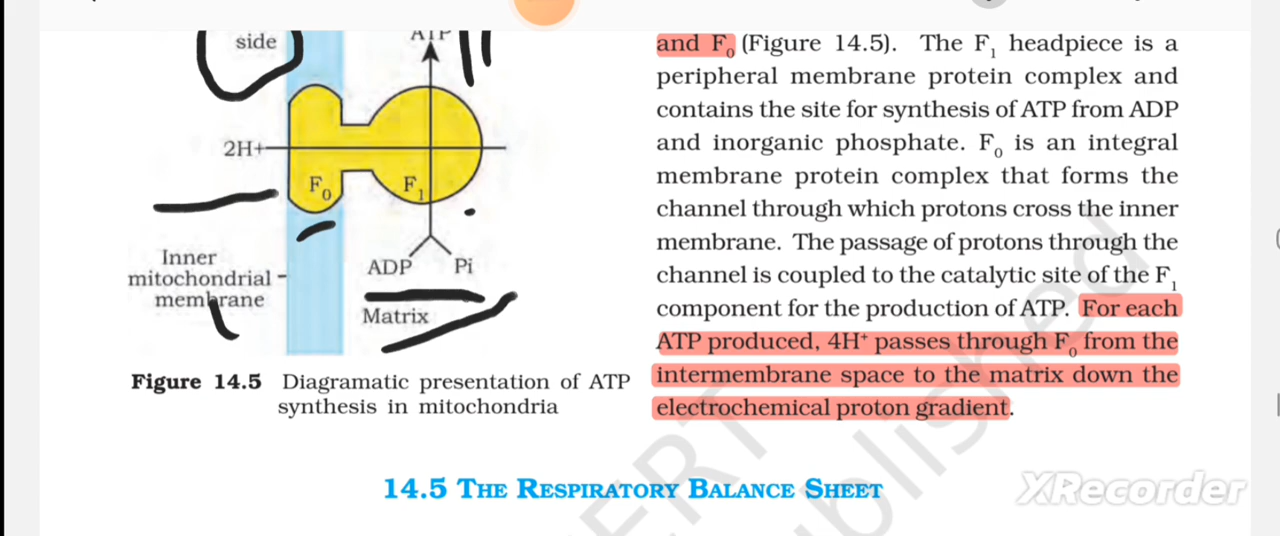 side
ATP
2H+
F₀
F₁
Inner
mitochondrial
membrane
ADP Pi
Matrix
Figure 14.5 Diagramatic presentation of ATP
synthesis in mitochondria
and F₀ (Figure 14.5). The F₁ headpiece is a
peripheral membrane protein complex and
contains the site for synthesis of ATP from ADP
and inorganic phosphate. F₀ is an integral
membrane protein complex that forms the
channel through which protons cross the inner
membrane. The passage of protons through the
channel is coupled to the catalytic site of the F₁
component for the production of ATP. For each
ATP produced, 4H⁺ passes through F₀ from the
intermembrane space to the matrix down the
electrochemical proton gradient.
14.5 THE RESPIRATORY BALANCE SHEET
XRecorder